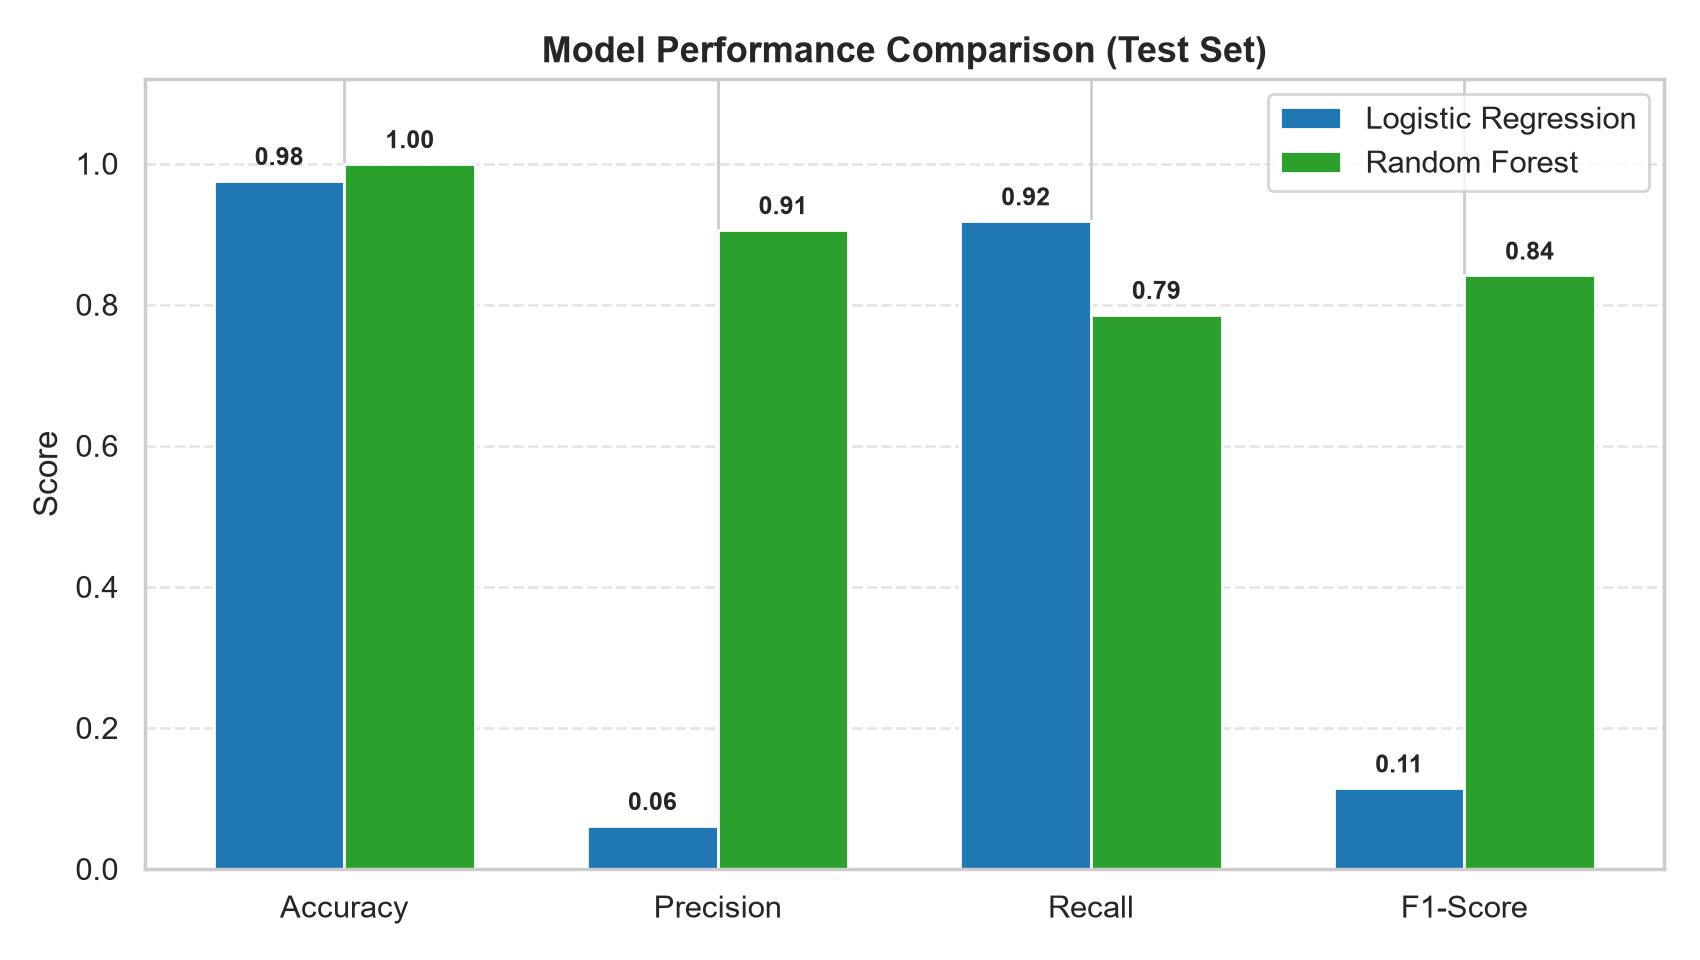 Model Performance Comparison (Test Set)
Logistic Regression
Random Forest
Score
1.0
0.8
0.6
0.4
0.2
0.0
0.98
1.00
0.06
0.91
0.92
0.79
0.11
0.84
Accuracy
Precision
Recall
F1-Score